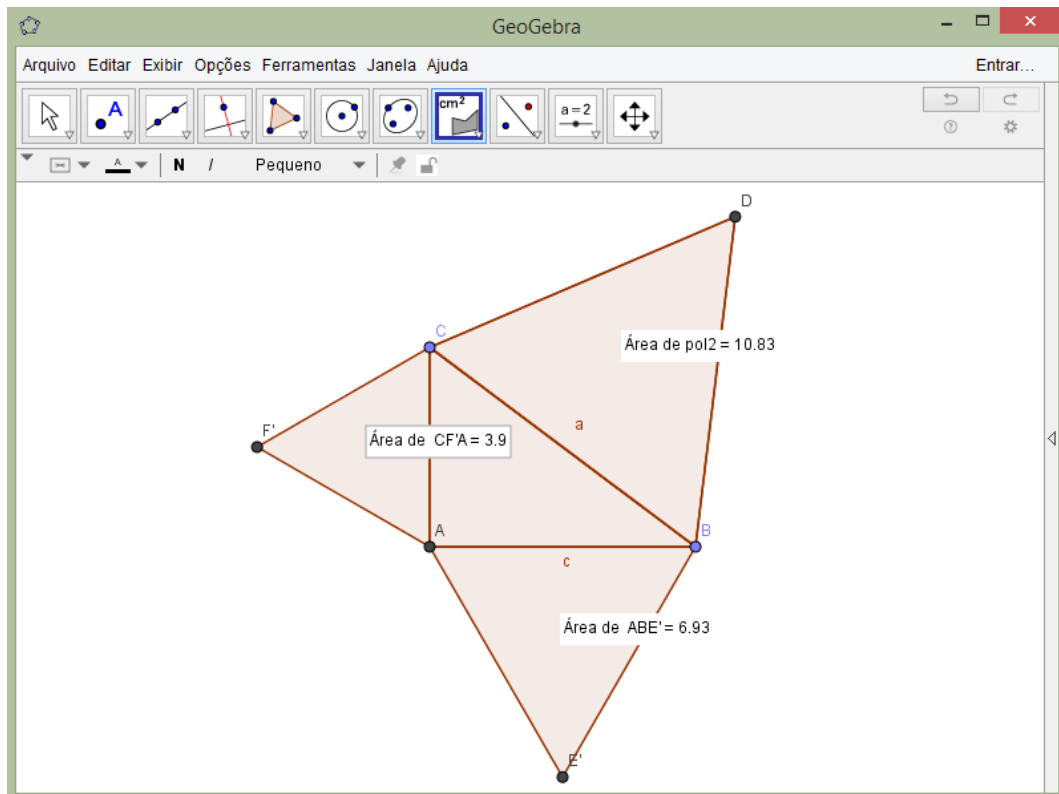 GeoGebra
Arquivo Editar Exibir Opções Ferramentas Janela Ajuda
Entrar...
A
cm²
a=2
A
N I Pequeno
D
C
Área de pol2 = 10.83
F'
a
Área de CF'A = 3.9
A
B
c
Área de ABE' = 6.93
E'